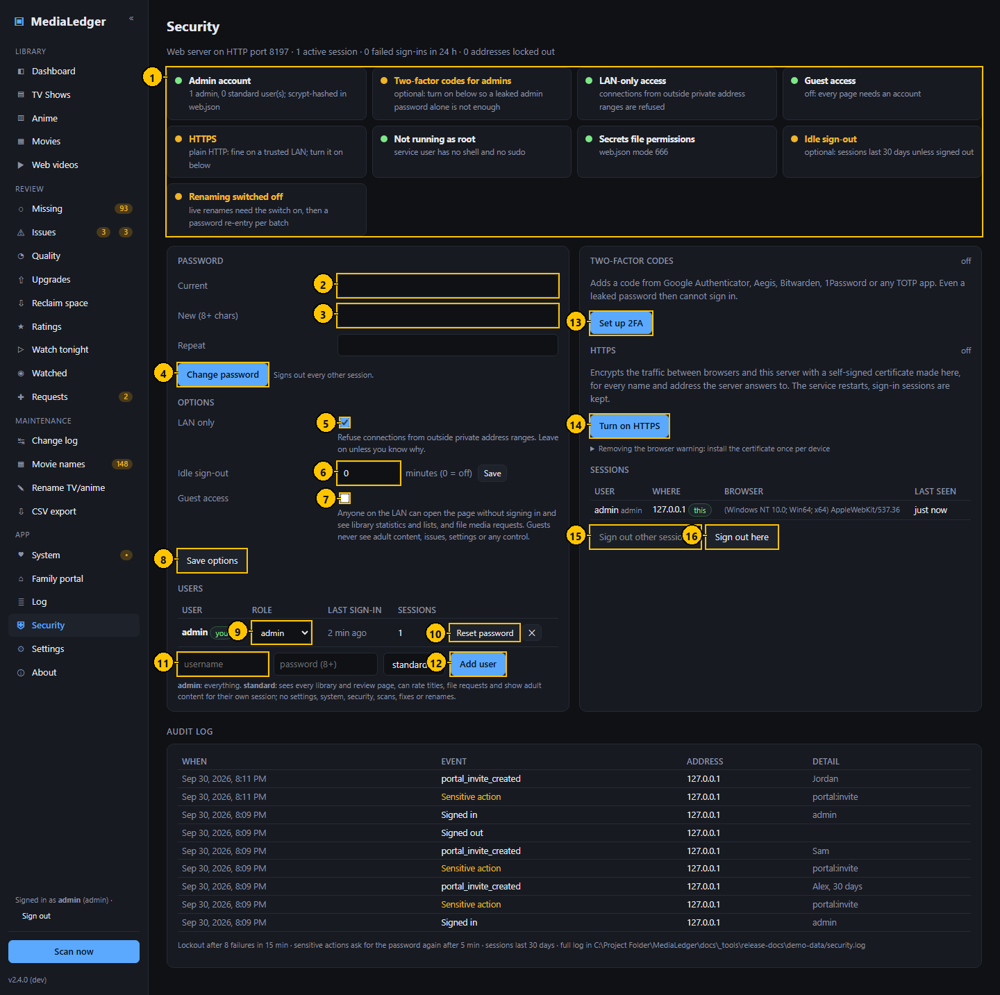 MediaLedger «
LIBRARY
Dashboard
TV Shows
Anime
Movies
Web videos
REVIEW
Missing 93
Issues 3 3
Quality
Upgrades
Reclaim space
Ratings
Watch tonight
Watched
Requests 2
MAINTENANCE
Change log
Movie names 148
Rename TV/anime
CSV export
APP
System
Family portal
Log
Security
Settings
About
Signed in as admin (admin) ·
Sign out
Scan now
v2.4.0 (dev)
Security
Web server on HTTP port 8197 · 1 active session · 0 failed sign-ins in 24 h · 0 addresses locked out
1
Admin account
1 admin, 0 standard user(s); scrypt-hashed in
web.json
Two-factor codes for admins
optional: turn on below so a leaked admin
password alone is not enough
LAN-only access
connections from outside private address
ranges are refused
Guest access
off: every page needs an account
HTTPS
plain HTTP: fine on a trusted LAN; turn it on
below
Not running as root
service user has no shell and no sudo
Secrets file permissions
web.json mode 666
Idle sign-out
optional: sessions last 30 days unless signed out
Renaming switched off
live renames need the switch on, then a
password re-entry per batch
PASSWORD
Current 2
New (8+ chars) 3
Repeat
4 Change password Signs out every other session.
OPTIONS
LAN only 5
Refuse connections from outside private address ranges. Leave
on unless you know why.
Idle sign-out 6 0 minutes (0 = off) Save
Guest access 7
Anyone on the LAN can open the page without signing in and
see library statistics and lists, and file media requests. Guests
never see adult content, issues, settings or any control.
8 Save options
USERS
USER ROLE LAST SIGN-IN SESSIONS
admin you 9 admin 2 min ago 1 10 Reset password ✕
11 username password (8+) standard 12 Add user
admin: everything. standard: sees every library and review page, can rate titles, file requests and show adult
content for their own session; no settings, system, security, scans, fixes or renames.
TWO-FACTOR CODES off
Adds a code from Google Authenticator, Aegis, Bitwarden, 1Password or any TOTP app. Even a
leaked password then cannot sign in.
13 Set up 2FA
HTTPS off
Encrypts the traffic between browsers and this server with a self-signed certificate made here,
for every name and address the server answers to. The service restarts, sign-in sessions are
kept.
14 Turn on HTTPS
Removing the browser warning: install the certificate once per device
SESSIONS
USER WHERE BROWSER LAST SEEN
admin admin 127.0.0.1 this (Windows NT 10.0; Win64; x64) AppleWebKit/537.36 just now
15 Sign out other sessio 16 Sign out here
AUDIT LOG
WHEN EVENT ADDRESS DETAIL
Sep 30, 2026, 8:11 PM portal_invite_created 127.0.0.1 Jordan
Sep 30, 2026, 8:11 PM Sensitive action 127.0.0.1 portal:invite
Sep 30, 2026, 8:09 PM Signed in 127.0.0.1 admin
Sep 30, 2026, 8:09 PM Signed out 127.0.0.1
Sep 30, 2026, 8:09 PM portal_invite_created 127.0.0.1 Sam
Sep 30, 2026, 8:09 PM Sensitive action 127.0.0.1 portal:invite
Sep 30, 2026, 8:09 PM portal_invite_created 127.0.0.1 Alex, 30 days
Sep 30, 2026, 8:09 PM Sensitive action 127.0.0.1 portal:invite
Sep 30, 2026, 8:09 PM Signed in 127.0.0.1 admin
Lockout after 8 failures in 15 min · sensitive actions ask for the password again after 5 min · sessions last 30 days · full log in C:\Project Folder\MediaLedger\docs\_tools\release-docs\demo-data/security.log